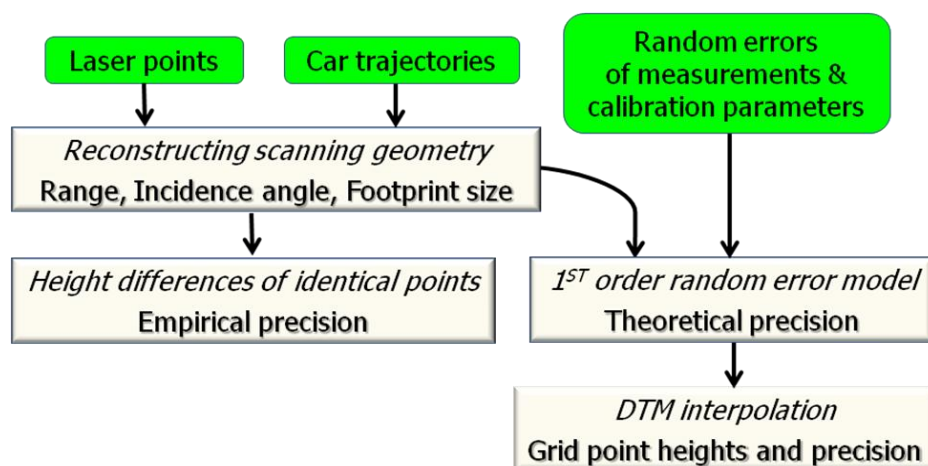 Laser points
Car trajectories
Random errors
of measurements &
calibration parameters
Reconstructing scanning geometry
Range, Incidence angle, Footprint size
Height differences of identical points
Empirical precision
1ST order random error model
Theoretical precision
DTM interpolation
Grid point heights and precision